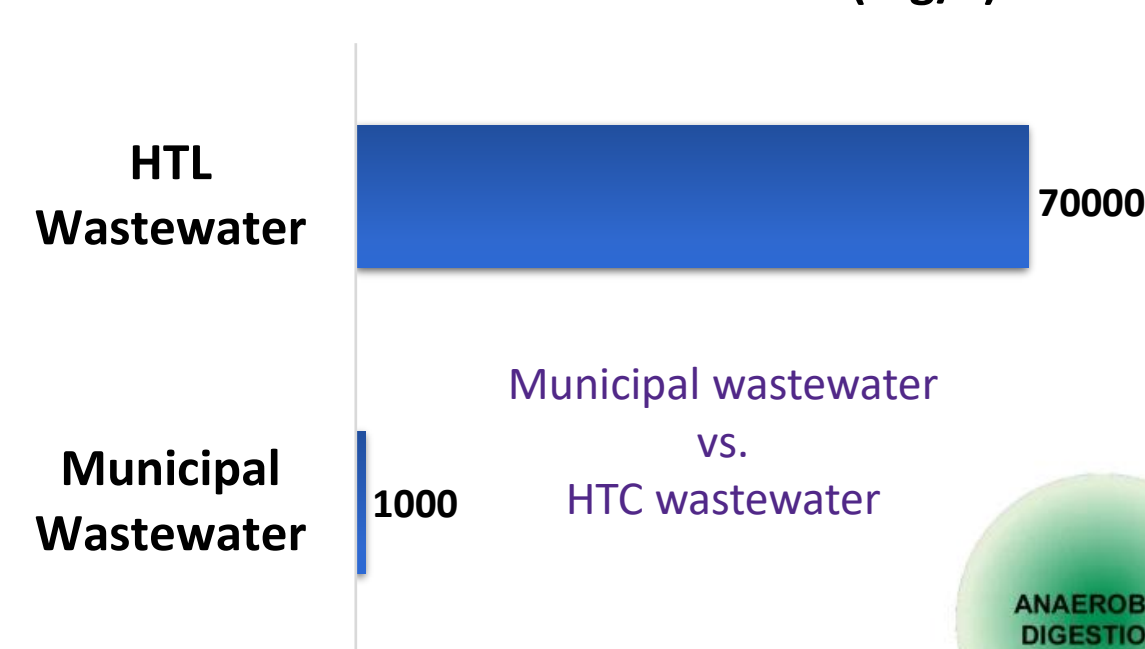 HTL
Wastewater
70000
Municipal wastewater
vs.
HTC wastewater
Municipal
Wastewater
1000